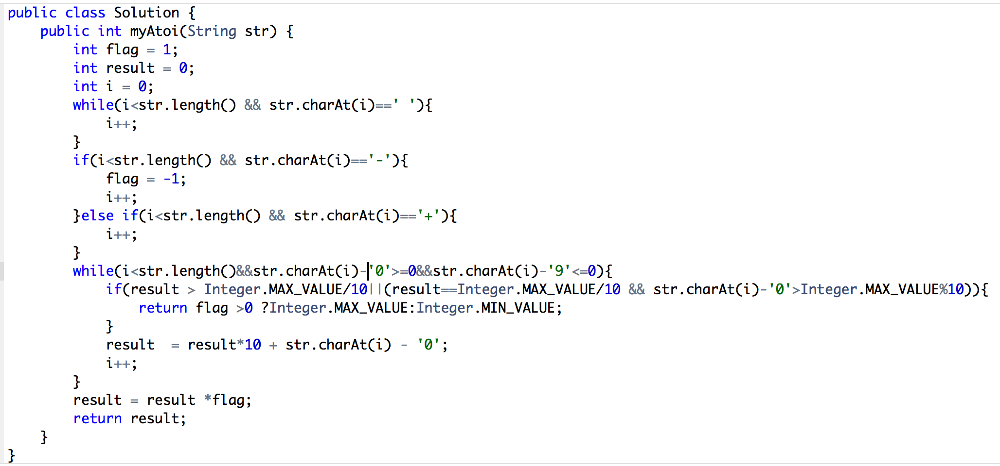 public class Solution {
    public int myAtoi(String str) {
        int flag = 1;
        int result = 0;
        int i = 0;
        while(i<str.length() && str.charAt(i)==' '){
            i++;
        }
        if(i<str.length() && str.charAt(i)=='-'){
            flag = -1;
            i++;
        }else if(i<str.length() && str.charAt(i)=='+'){
            i++;
        }
        while(i<str.length()&&str.charAt(i)-'0'>=0&&str.charAt(i)-'9'<=0){
            if(result > Integer.MAX_VALUE/10||(result==Integer.MAX_VALUE/10 && str.charAt(i)-'0'>Integer.MAX_VALUE%10)){
                return flag >0 ?Integer.MAX_VALUE:Integer.MIN_VALUE;
            }
            result  = result*10 + str.charAt(i) - '0';
            i++;
        }
        result = result *flag;
        return result;
    }
}